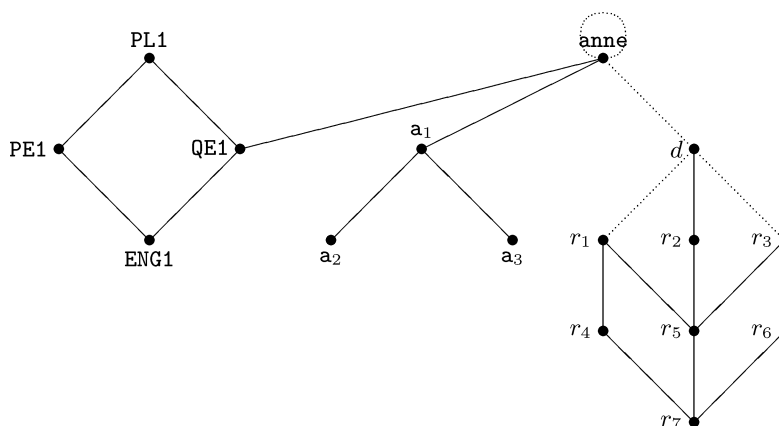 PL1 anne
PE1 QE1 a₁ d
ENG1 a₂ a₃ r₁ r₂ r₃
r₄ r₅ r₆
r₇